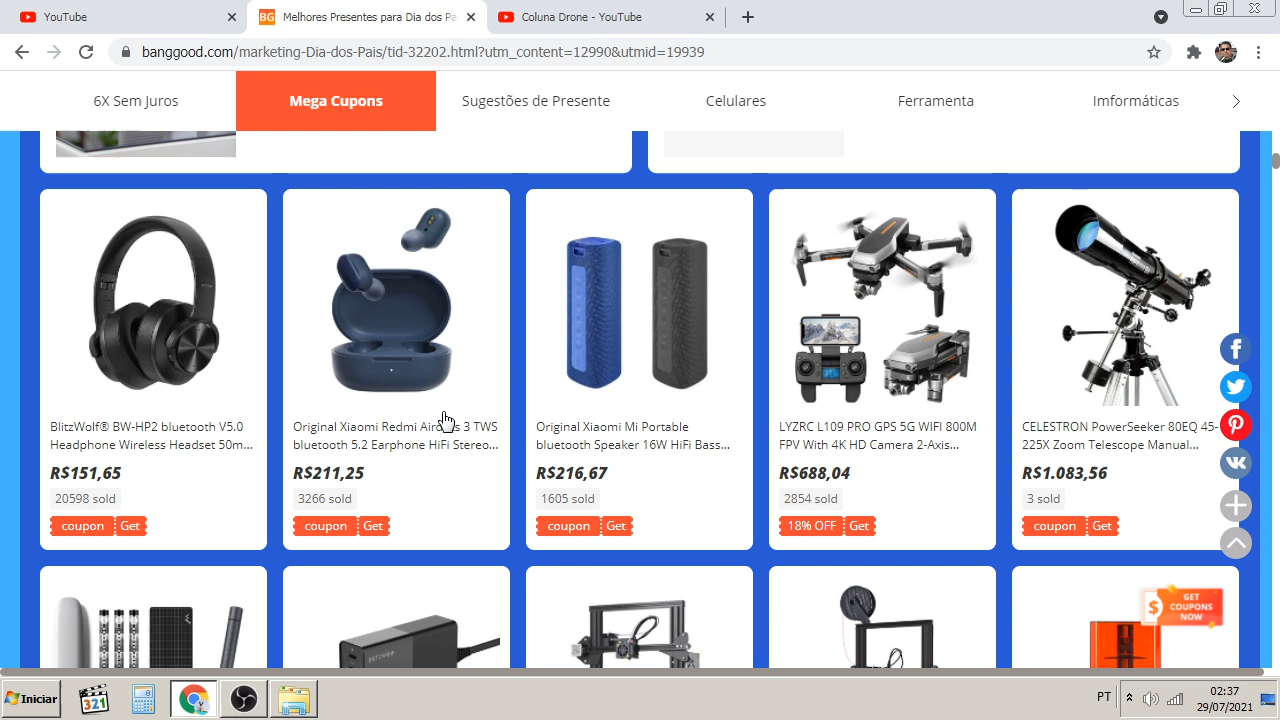 YouTube
BG
Melhores Presentes para Dia dos Pa
Coluna Drone - YouTube
banggood.com/marketing-Dia-dos-Pais/tid-32202.html?utm_content=12990&utmid=19939
6X Sem Juros
Mega Cupons
Sugestões de Presente
Celulares
Ferramenta
Imformáticas
BlitzWolf® BW-HP2 bluetooth V5.0
Headphone Wireless Headset 50m...
R$151,65
20598 sold
coupon Get
Original Xiaomi Redmi 3 TWS
bluetooth 5.2 Earphone HiFi Stereo...
R$211,25
3266 sold
coupon Get
Original Xiaomi Mi Portable
bluetooth Speaker 16W HiFi Bass...
R$216,67
1605 sold
coupon Get
LYZRC L109 PRO GPS 5G WIFI 800M
FPV With 4K HD Camera 2-Axis...
R$688,04
2854 sold
18% OFF Get
CELESTRON PowerSeeker 80EQ 45-
225X Zoom Telescope Manual...
R$1.083,56
3 sold
coupon Get
GET
COUPONS
NOW
Iniciar
321
PT
02:37
29/07/2021